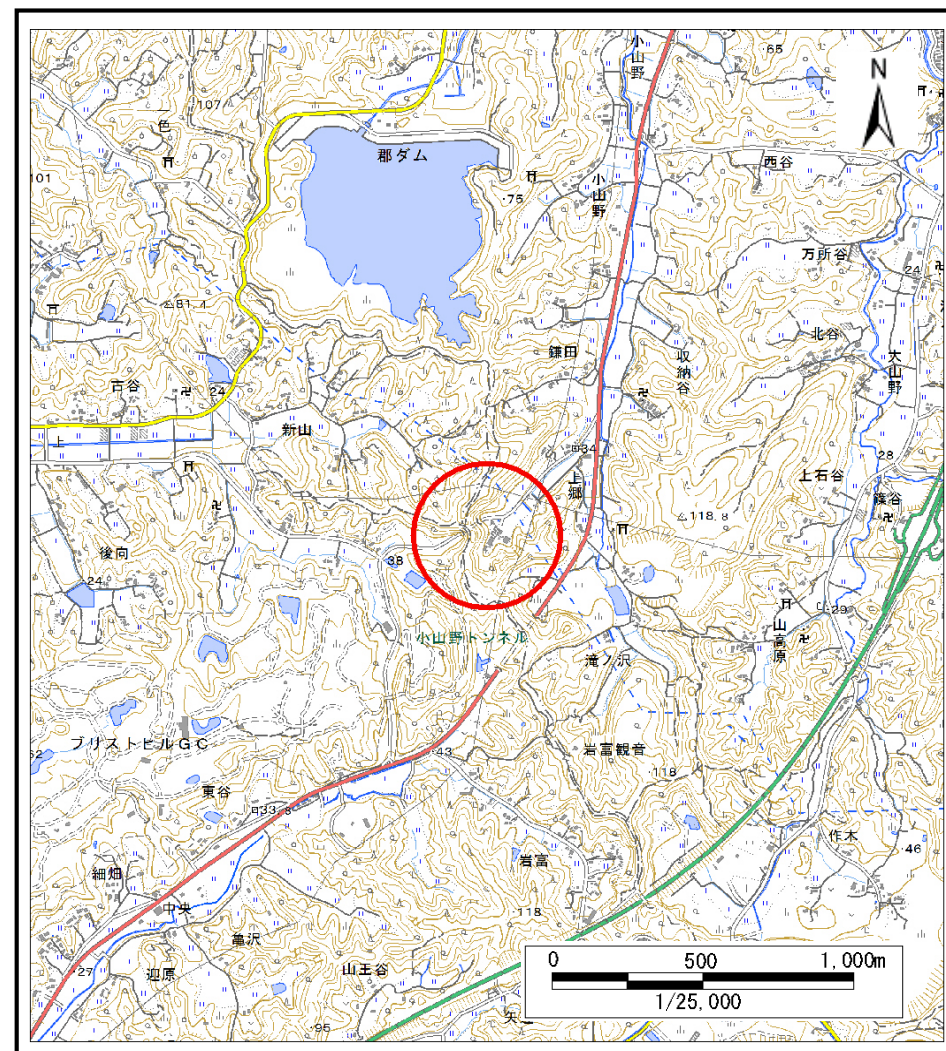 小山野
65
N
107
一色
郡ダム
西谷
101
75
小山野
万所谷
24
81.4
北谷
鎌田
収納谷
大山野
古谷
24
新山
34
上
上郷
28
上石谷
篠谷
118.8
後向
38
24
29
山高原
小山野トンネル
滝ノ沢
ブリストヒルGC
43
岩富観音
62
118
東谷
33.8
作木
46
岩富
細畑
中央
118
亀沢
27
迎原
山王谷
0 500 1,000m
1/25,000
95